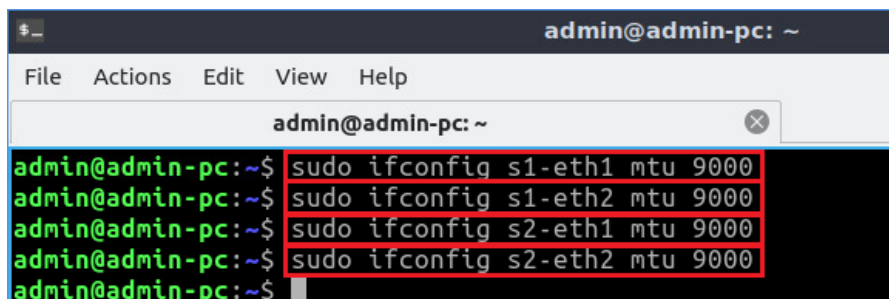 $_ admin@admin-pc: ~
File Actions Edit View Help
admin@admin-pc: ~
admin@admin-pc:~$ sudo ifconfig s1-eth1 mtu 9000
admin@admin-pc:~$ sudo ifconfig s1-eth2 mtu 9000
admin@admin-pc:~$ sudo ifconfig s2-eth1 mtu 9000
admin@admin-pc:~$ sudo ifconfig s2-eth2 mtu 9000
admin@admin-pc:~$